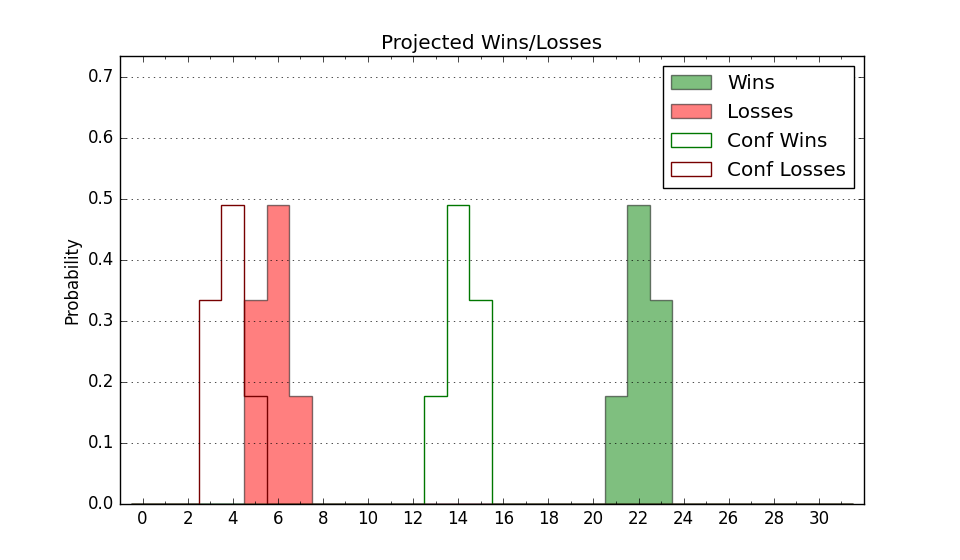 Projected Wins/Losses
Wins
Losses
Conf Wins
Conf Losses
Probability
0.7
0.6
0.5
0.4
0.3
0.2
0.1
0.0
0 2 4 6 8 10 12 14 16 18 20 22 24 26 28 30